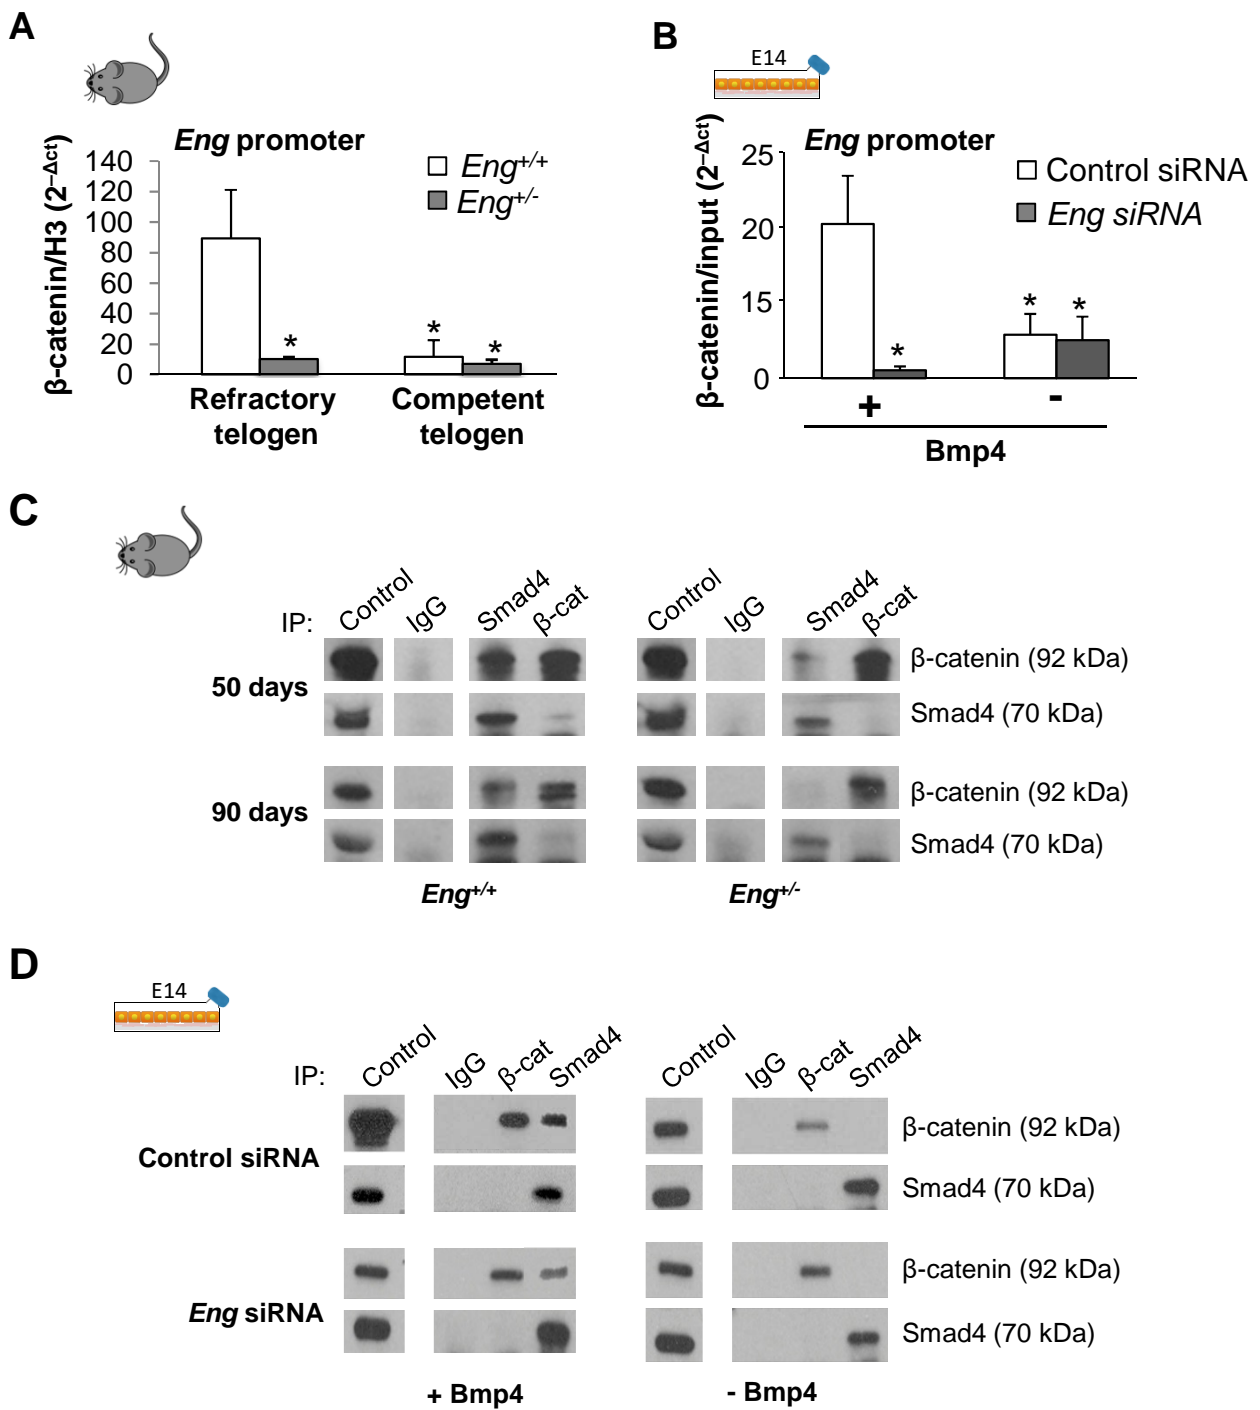 A
Eng promoter
β-catenin/H3 (2⁻ᐞᶜᵗ)
140
120
100
80
60
40
20
0
Eng+/+
Eng+/-
*
*
*
Refractory telogen
Competent telogen
B
E14
Eng promoter
β-catenin/input (2⁻ᐞᶜᵗ)
25
20
15
0
Control siRNA
Eng siRNA
*
*
*
+
-
Bmp4
C
IP:
Control
IgG
Smad4
β-cat
Control
IgG
Smad4
β-cat
50 days
β-catenin (92 kDa)
Smad4 (70 kDa)
90 days
β-catenin (92 kDa)
Smad4 (70 kDa)
Eng+/+
Eng+/-
D
E14
IP:
Control
IgG
β-cat
Smad4
Control
IgG
β-cat
Smad4
Control siRNA
β-catenin (92 kDa)
Smad4 (70 kDa)
Eng siRNA
β-catenin (92 kDa)
Smad4 (70 kDa)
+ Bmp4
- Bmp4